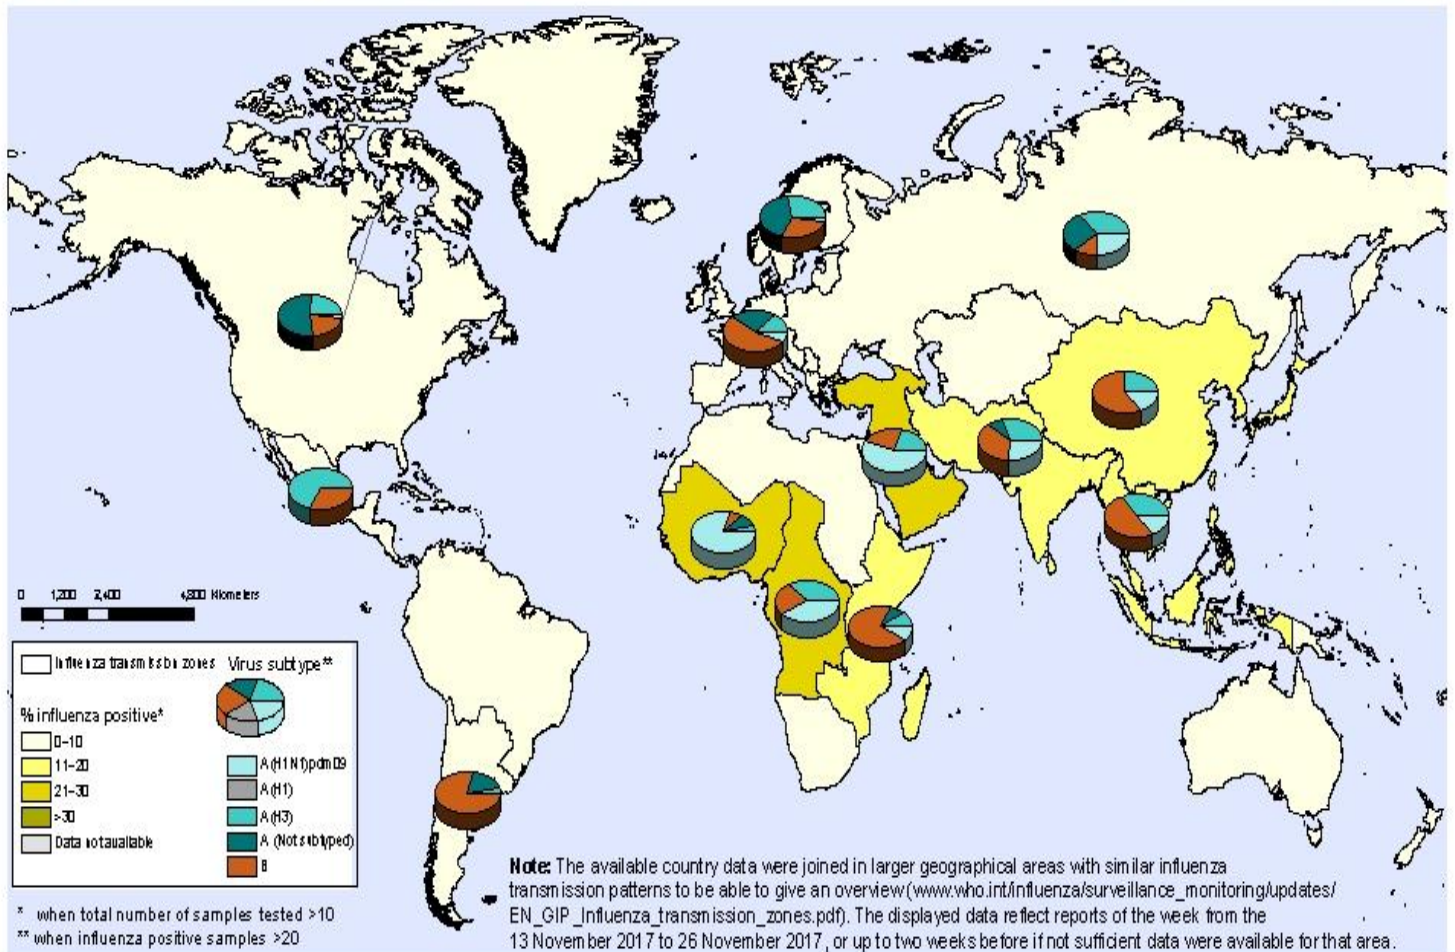 0 1,200 2,400 4,800 Kilometers
Influenza transmission zones
Virus subtype**
% influenza positive*
0-10
11-20
21-30
>30
Data not available
A(H1N1)pdm09
A(H1)
A(H3)
A (Not subtyped)
B
* when total number of samples tested >10
** when influenza positive samples >20
Note: The available country data were joined in larger geographical areas with similar influenza
transmission patterns to be able to give an overview (www.who.int/influenza/surveillance_monitoring/updates/
EN_GIP_Influenza_transmission_zones.pdf). The displayed data reflect reports of the week from the
13 November 2017 to 26 November 2017, or up to two weeks before if not sufficient data were available for that area.